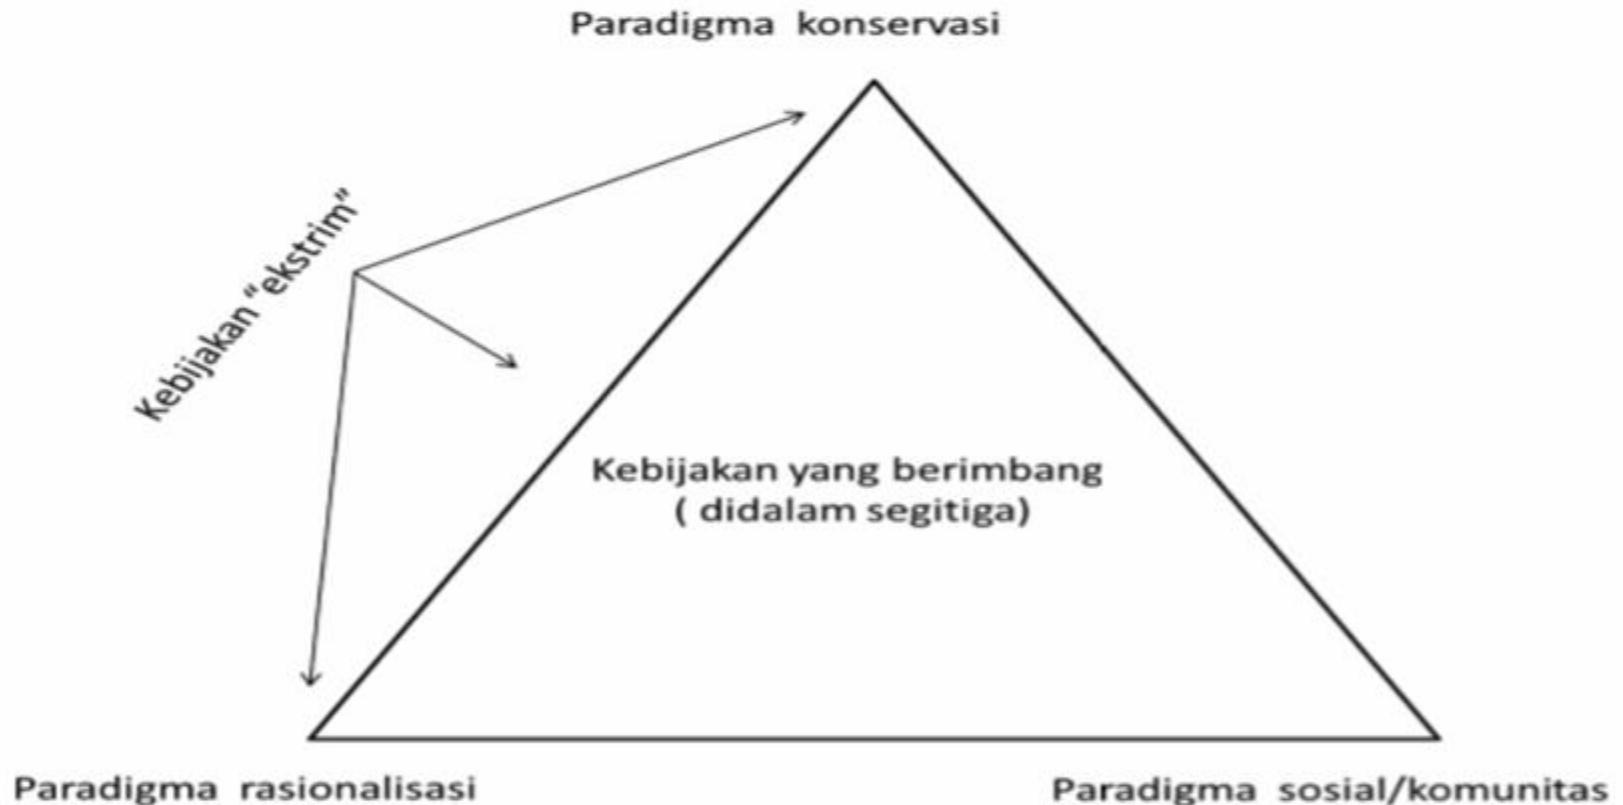 Paradigma konservasi
Kebijakan “ekstrim”
Kebijakan yang berimbang
( didalam segitiga)
Paradigma rasionalisasi
Paradigma sosial/komunitas